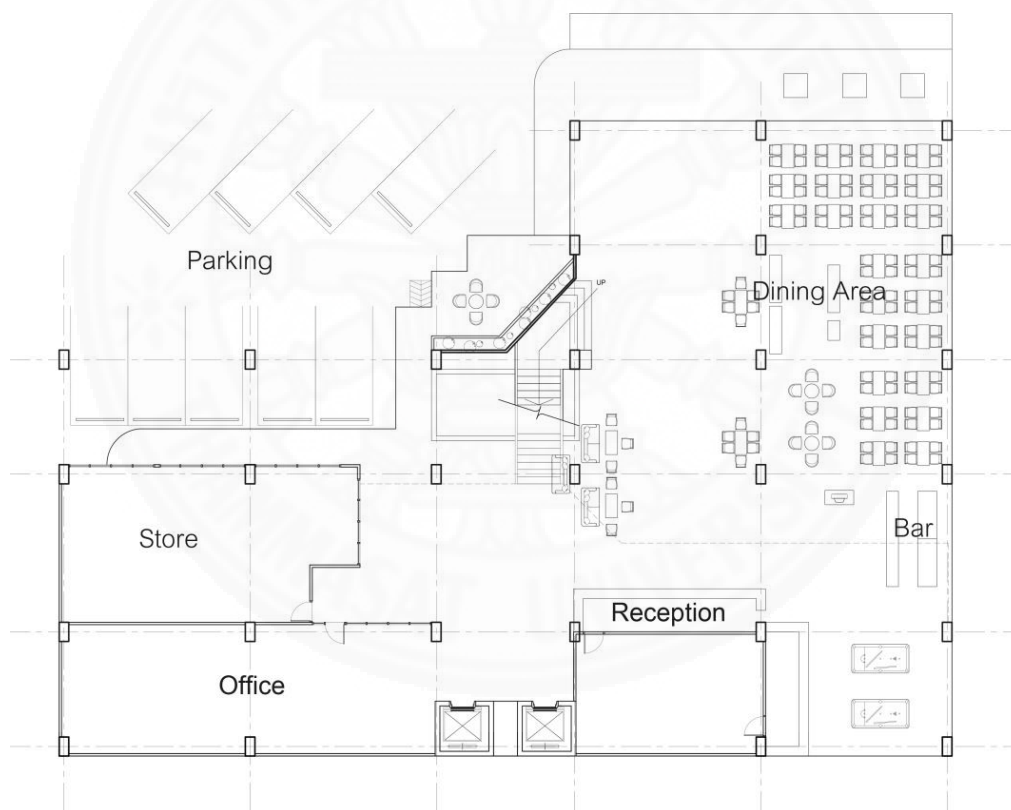 Parking
UP
Dining Area
Store
Bar
Reception
Office